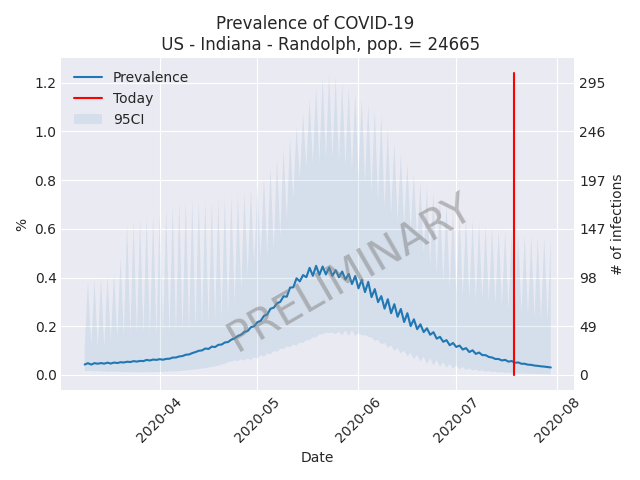 Prevalence of COVID-19
US - Indiana - Randolph, pop. = 24665
Prevalence
Today
95CI
1.2
1.0
0.8
0.6
0.4
0.2
0.0
%
295
246
197
147
98
49
0
# of infections
PRELIMINARY
2020-04
2020-05
2020-06
2020-07
2020-08
Date